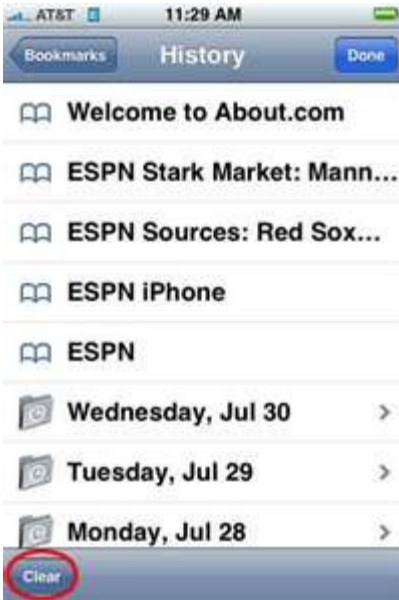 AT&T 11:29 AM
Bookmarks History Done
Welcome to About.com
ESPN Stark Market: Mann...
ESPN Sources: Red Sox...
ESPN iPhone
ESPN
Wednesday, Jul 30
Tuesday, Jul 29
Monday, Jul 28
Clear